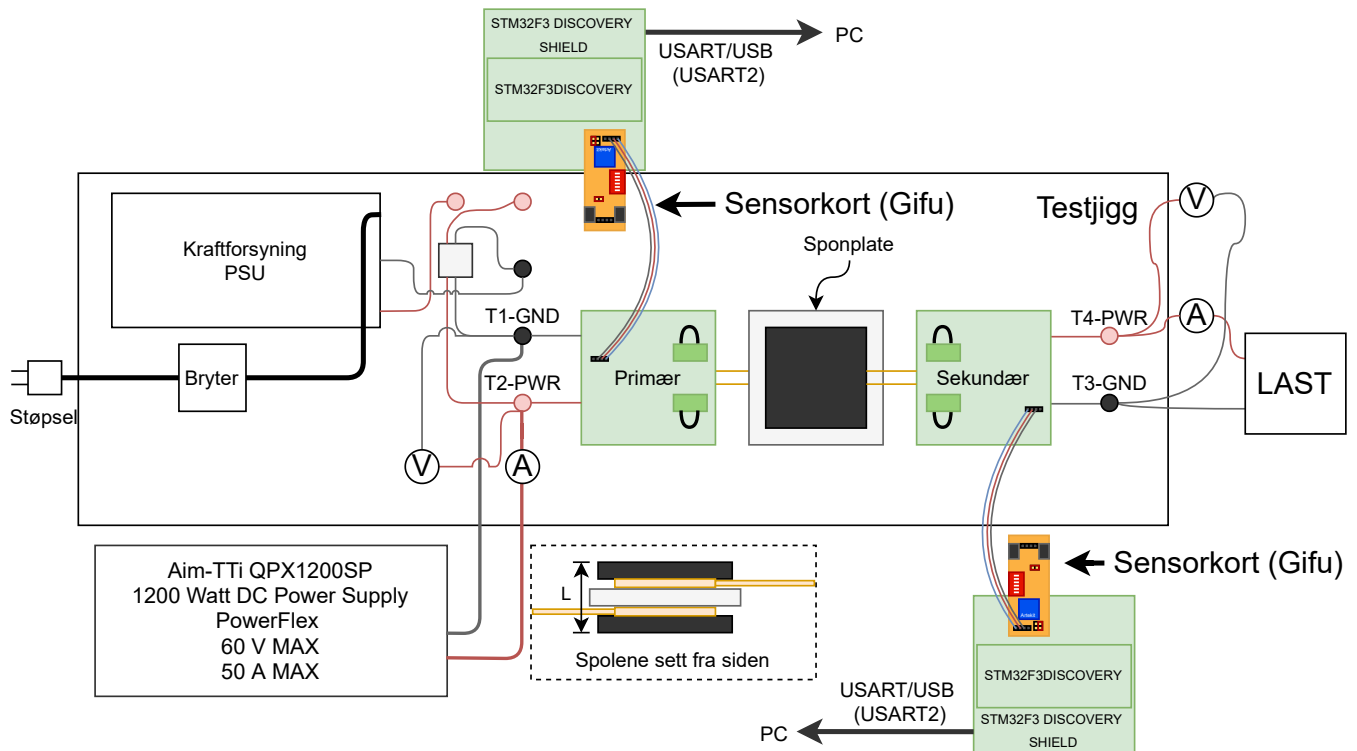 STM32F3 DISCOVERY
SHIELD
STM32F3DISCOVERY
USART/USB
(USART2)
PC
Sensorkort (Gifu)
Testjigg
V
Kraftforsyning
PSU
Sponplate
T1-GND
T4-PWR
A
Bryter
Støpsel
T2-PWR
Primær
Sekundær
T3-GND
LAST
V
A
Aim-TTi QPX1200SP
1200 Watt DC Power Supply
PowerFlex
60 V MAX
50 A MAX
L
Spolene sett fra siden
Sensorkort (Gifu)
STM32F3DISCOVERY
STM32F3 DISCOVERY
SHIELD
USART/USB
(USART2)
PC